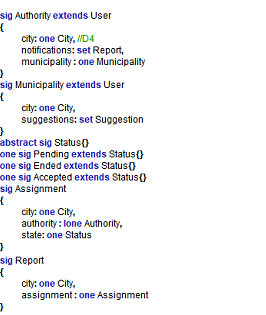 sig Authority extends User
{
city: one City, //D4
notifications: set Report,
municipality : one Municipality
}
sig Municipality extends User
{
city: one City,
suggestions: set Suggestion
}
abstract sig Status{}
one sig Pending extends Status{}
one sig Ended extends Status{}
one sig Accepted extends Status{}
sig Assignment
{
city: one City,
authority : lone Authority,
state: one Status
}
sig Report
{
city: one City,
assignment : one Assignment
}